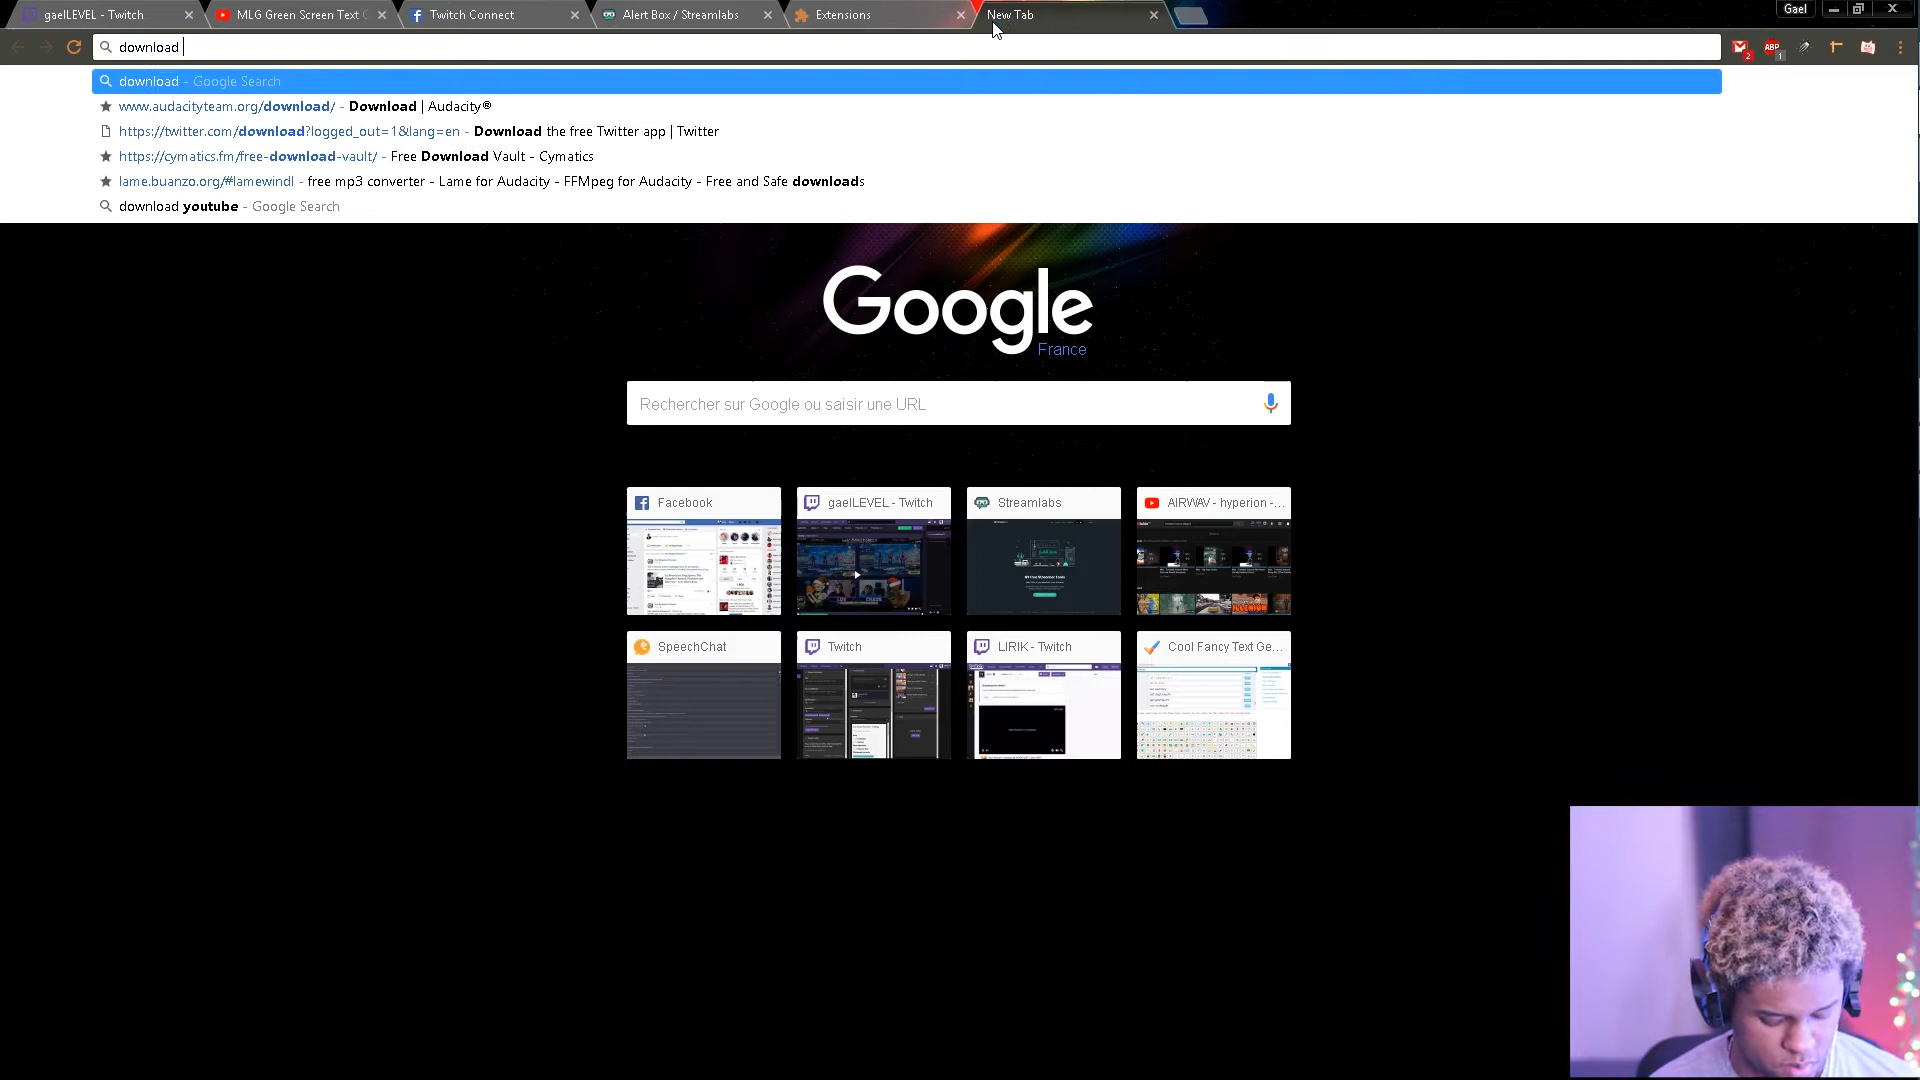 gaelLEVEL - Twitch
MLG Green Screen Text C
Twitch Connect
Alert Box / Streamlabs
Extensions
New Tab
Gael
download
2
ABP
1
download - Google Search
www.audacityteam.org/download/ - Download | Audacity®
https://twitter.com/download?logged_out=1&lang=en - Download the free Twitter app | Twitter
https://cymatics.fm/free-download-vault/ - Free Download Vault - Cymatics
lame.buanzo.org/#lamewindl - free mp3 converter - Lame for Audacity - FFMpeg for Audacity - Free and Safe downloads
download youtube - Google Search
Google
France
Rechercher sur Google ou saisir une URL
Facebook
gaelLEVEL - Twitch
Streamlabs
AIRWAV - hyperion -...
SpeechChat
Twitch
LIRIK - Twitch
Cool Fancy Text Ge...